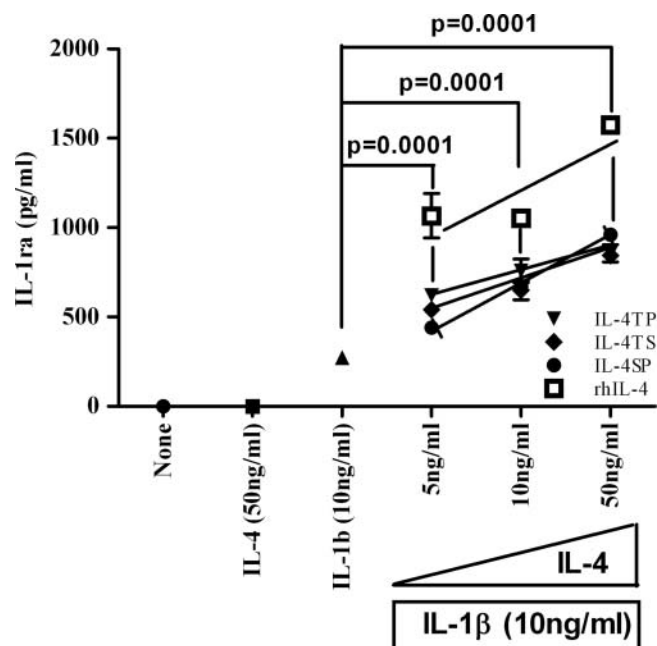 p=0.0001
p=0.0001
p=0.0001
2000
1500
1000
500
0
IL-1ra (pg/ml)
IL-4TP
IL-4TS
IL-4SP
rhIL-4
None
IL-4 (50ng/ml)
IL-1b (10ng/ml)
5ng/ml
10ng/ml
50ng/ml
IL-4
IL-1β (10ng/ml)